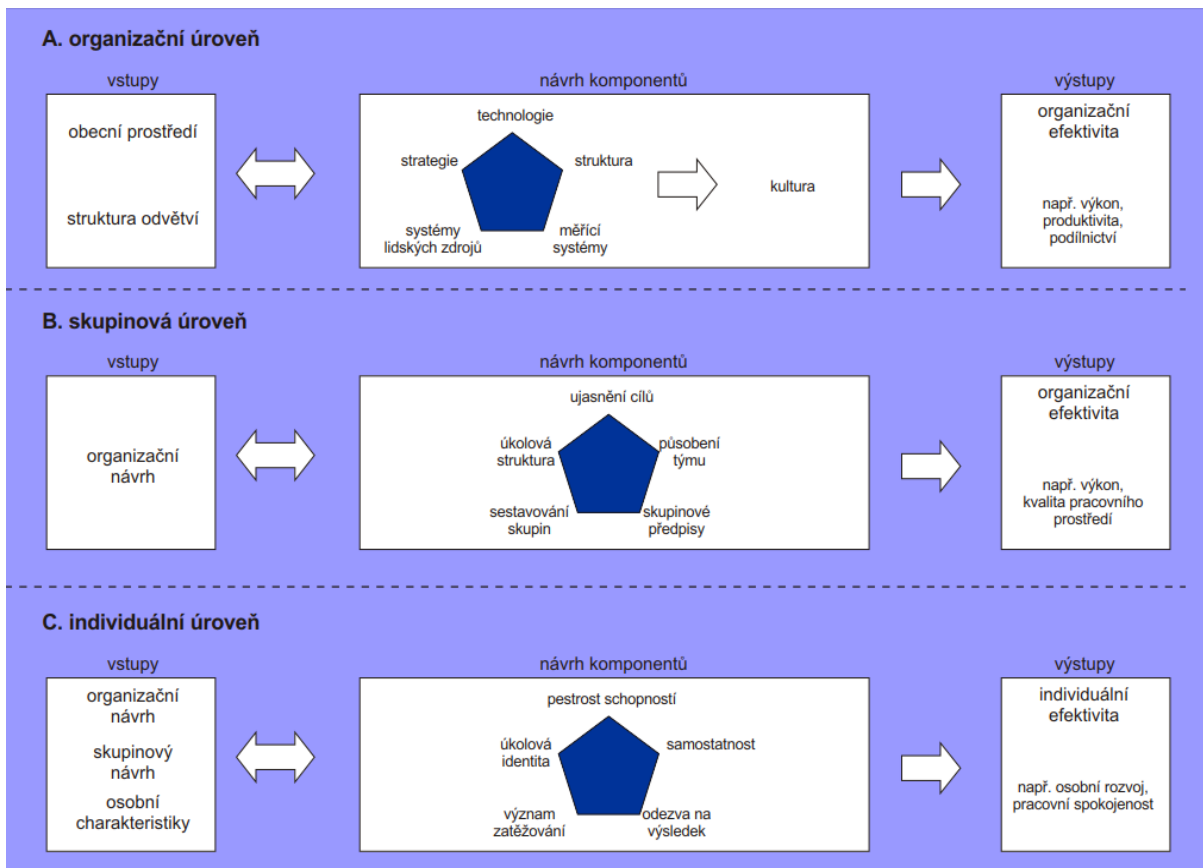 A. organizační úroveň
vstupy
návrh komponentů
výstupy
obecní prostředí
struktura odvětví
technologie
strategie
struktura
systémy
lidských zdrojů
měřící
systémy
kultura
organizační
efektivita
např. výkon,
produktivita,
podílnictví
B. skupinová úroveň
vstupy
návrh komponentů
výstupy
organizační
návrh
ujasnění cílů
úkolová
struktura
působení
týmu
sestavování
skupin
skupinové
předpisy
organizační
efektivita
např. výkon,
kvalita pracovního
prostředí
C. individuální úroveň
vstupy
návrh komponentů
výstupy
organizační
návrh
skupinový
návrh
osobní
charakteristiky
pestrost schopností
úkolová
identita
samostatnost
význam
zatěžování
odezva na
výsledek
individuální
efektivita
např. osobní rozvoj,
pracovní spokojenost